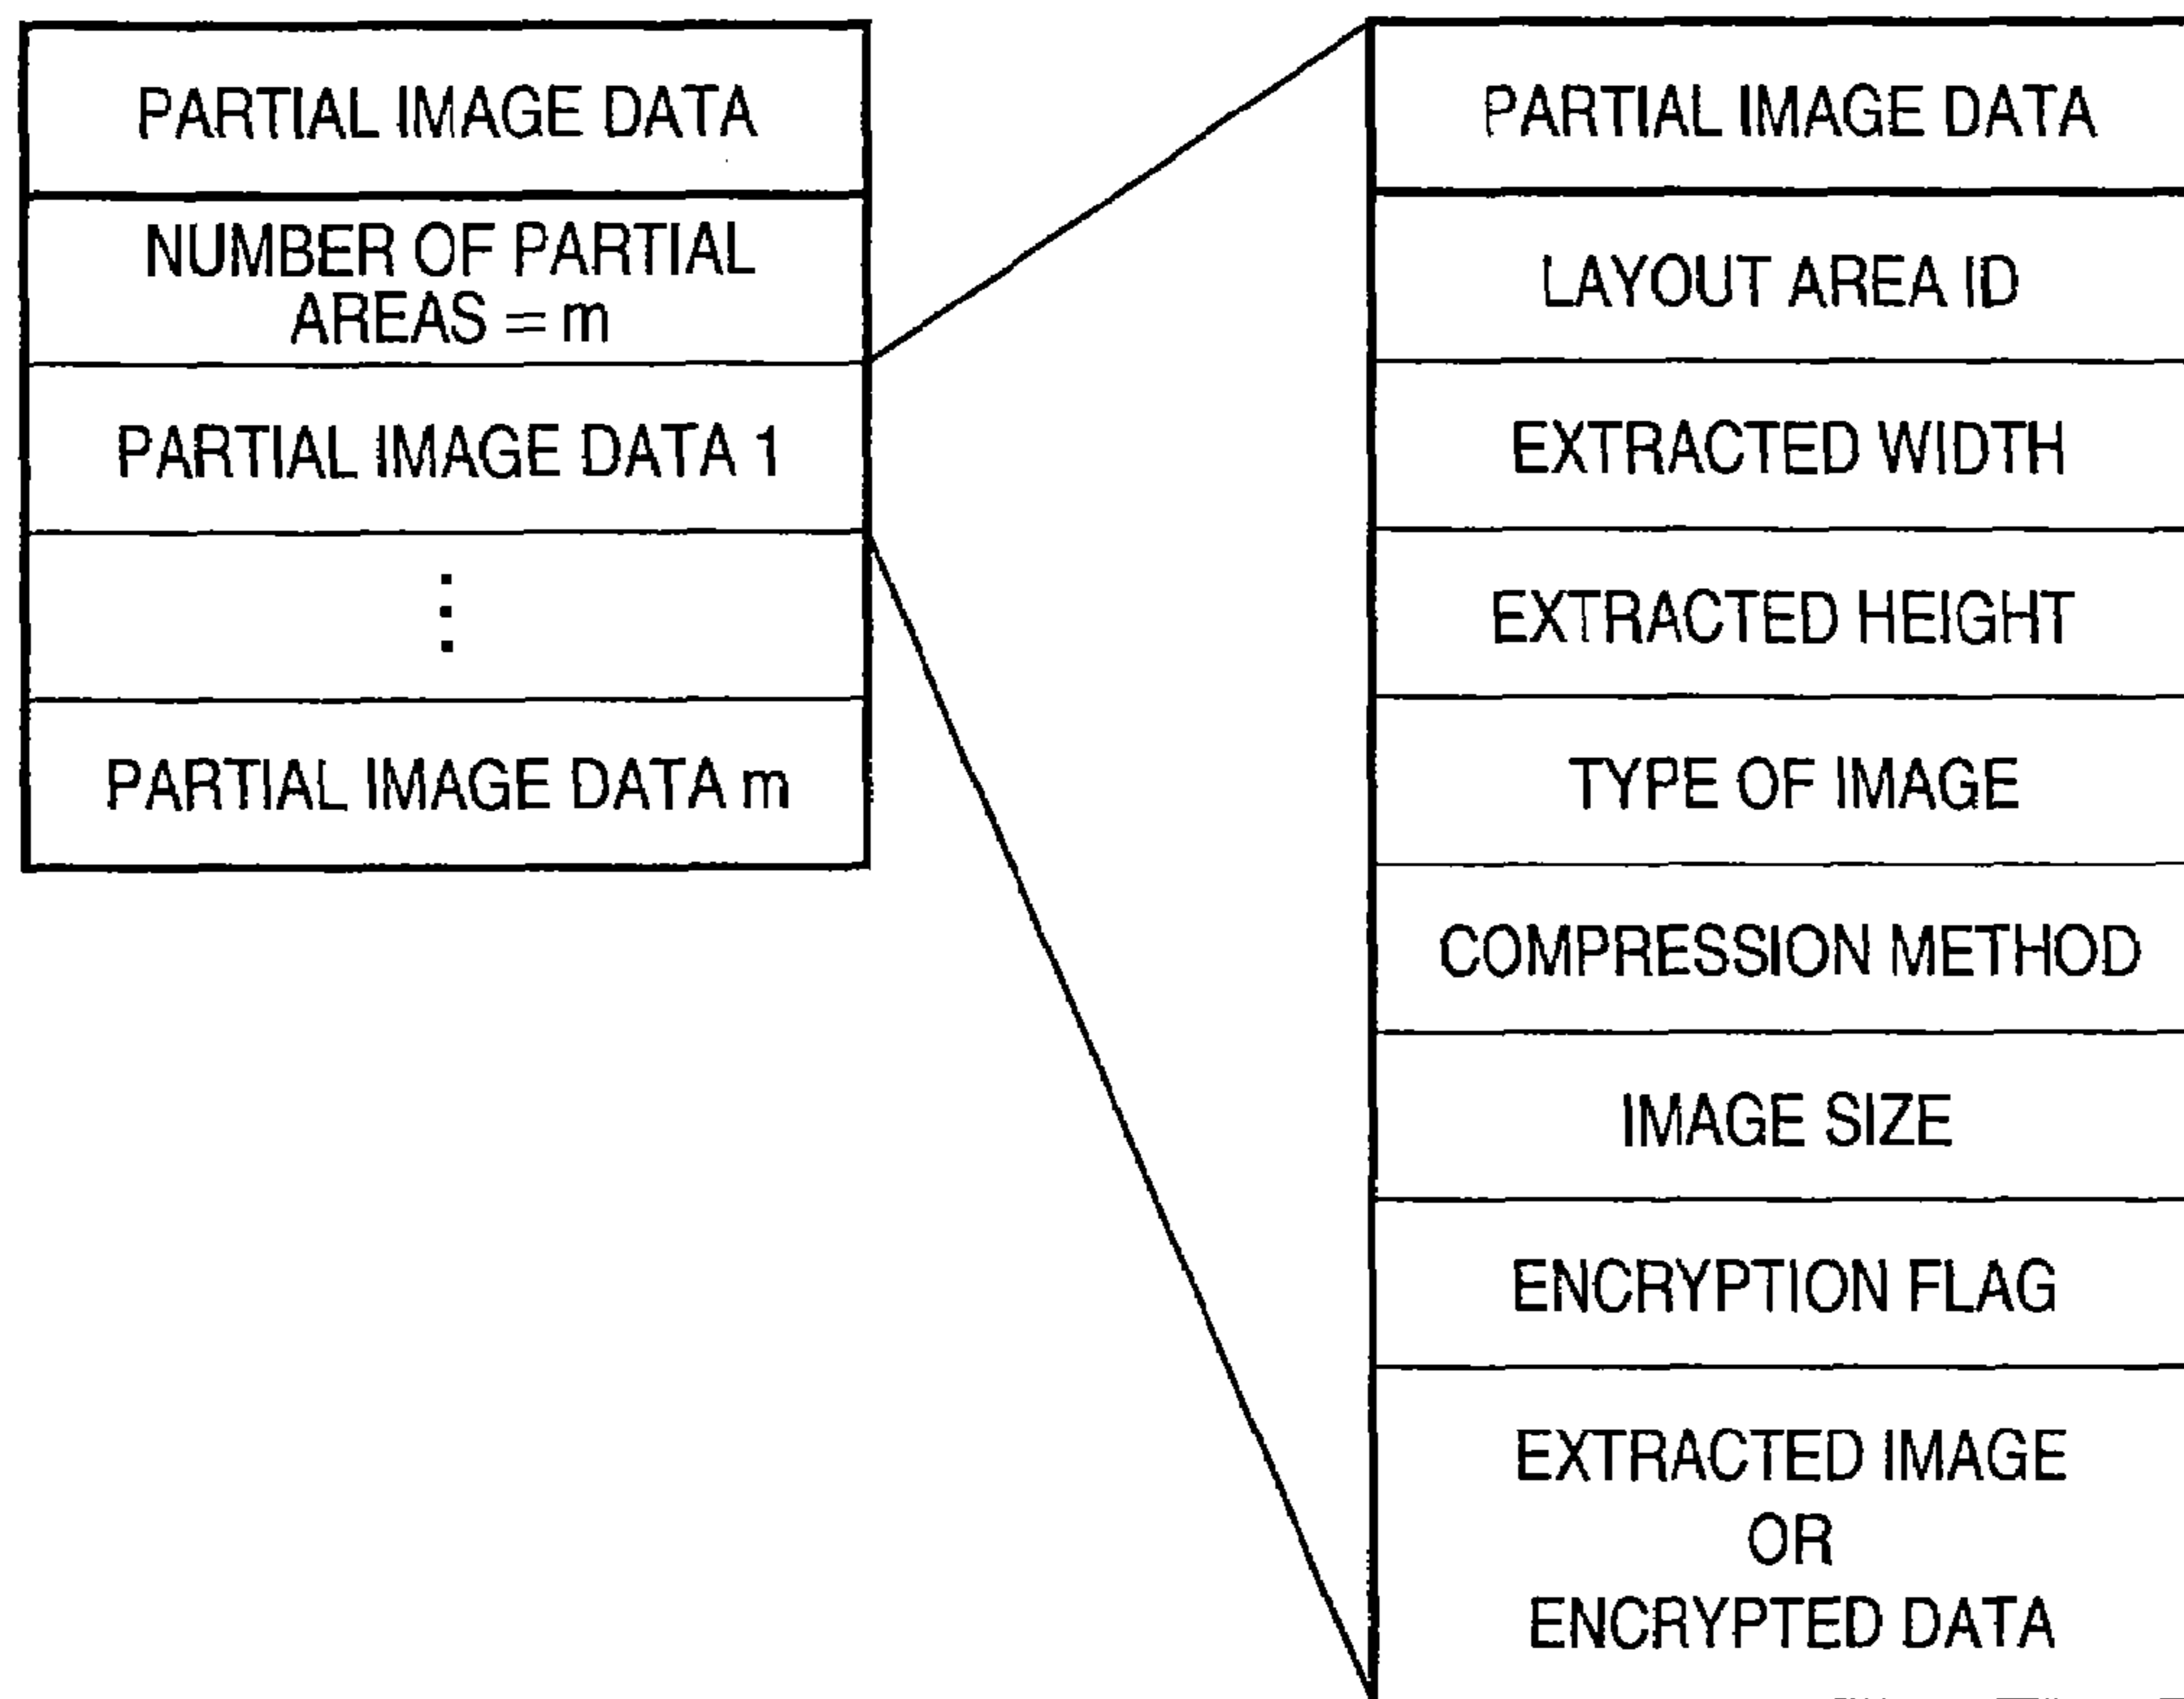 PARTIAL IMAGE DATA
NUMBER OF PARTIAL
AREAS = m
PARTIAL IMAGE DATA 1
⋮
PARTIAL IMAGE DATA m
PARTIAL IMAGE DATA
LAYOUT AREA ID
EXTRACTED WIDTH
EXTRACTED HEIGHT
TYPE OF IMAGE
COMPRESSION METHOD
IMAGE SIZE
ENCRYPTION FLAG
EXTRACTED IMAGE
OR
ENCRYPTED DATA